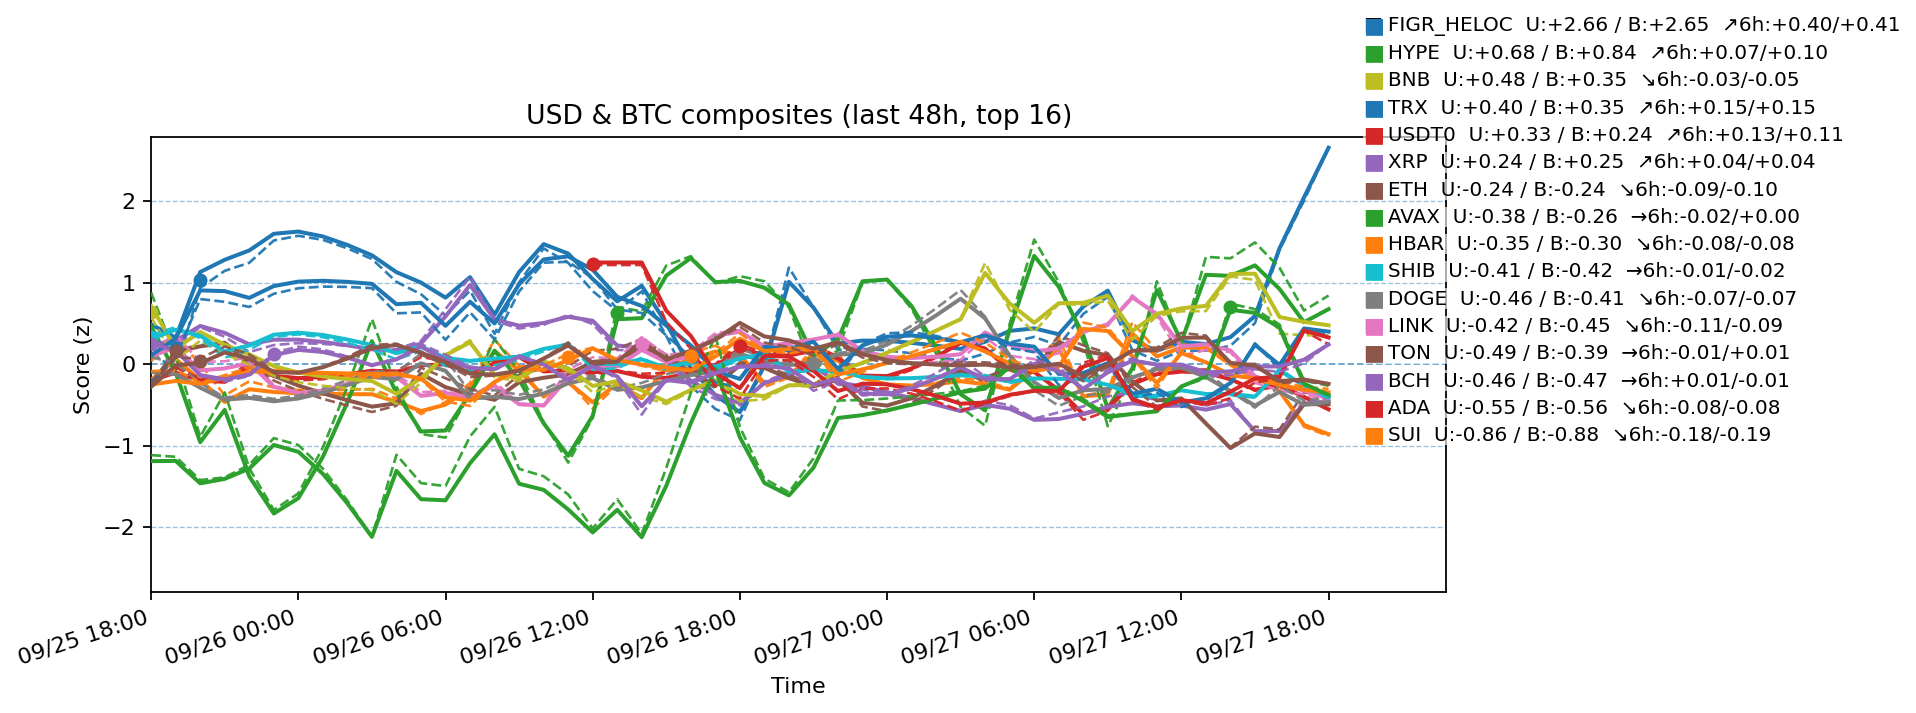 FIGR_HELOC  U:+2.66 / B:+2.65  ↗6h:+0.40/+0.41
HYPE  U:+0.68 / B:+0.84  ↗6h:+0.07/+0.10
BNB  U:+0.48 / B:+0.35  ↘6h:-0.03/-0.05
TRX  U:+0.40 / B:+0.35  ↗6h:+0.15/+0.15
USDT0  U:+0.33 / B:+0.24  ↗6h:+0.13/+0.11
XRP  U:+0.24 / B:+0.25  ↗6h:+0.04/+0.04
ETH  U:-0.24 / B:-0.24  ↘6h:-0.09/-0.10
AVAX  U:-0.38 / B:-0.26  →6h:-0.02/+0.00
HBAR  U:-0.35 / B:-0.30  ↘6h:-0.08/-0.08
SHIB  U:-0.41 / B:-0.42  →6h:-0.01/-0.02
DOGE  U:-0.46 / B:-0.41  ↘6h:-0.07/-0.07
LINK  U:-0.42 / B:-0.45  ↘6h:-0.11/-0.09
TON  U:-0.49 / B:-0.39  →6h:-0.01/+0.01
BCH  U:-0.46 / B:-0.47  →6h:+0.01/-0.01
ADA  U:-0.55 / B:-0.56  ↘6h:-0.08/-0.08
SUI  U:-0.86 / B:-0.88  ↘6h:-0.18/-0.19
USD & BTC composites (last 48h, top 16)
Score (z)
2
1
0
−1
−2
09/25 18:00
09/26 00:00
09/26 06:00
09/26 12:00
09/26 18:00
09/27 00:00
09/27 06:00
09/27 12:00
09/27 18:00
Time